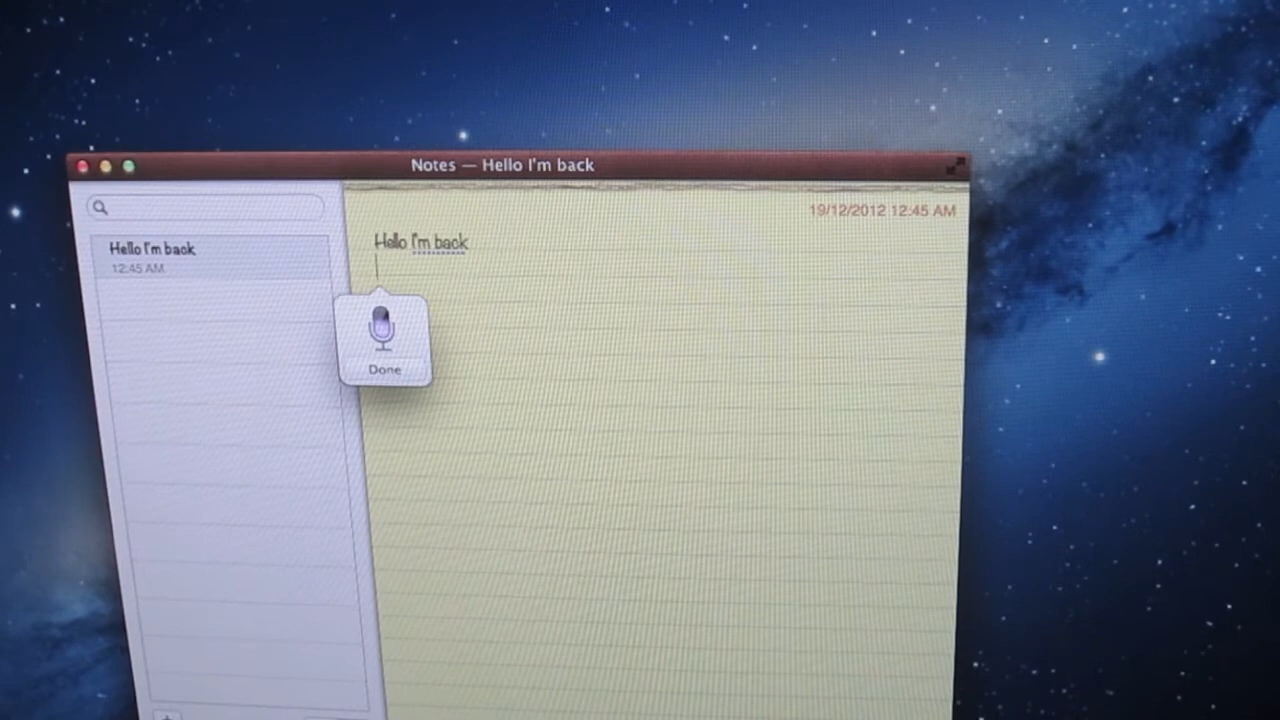 Notes — Hello I'm back
19/12/2012 12:45 AM
Hello I'm back
12:45 AM
Hello I'm back
Done